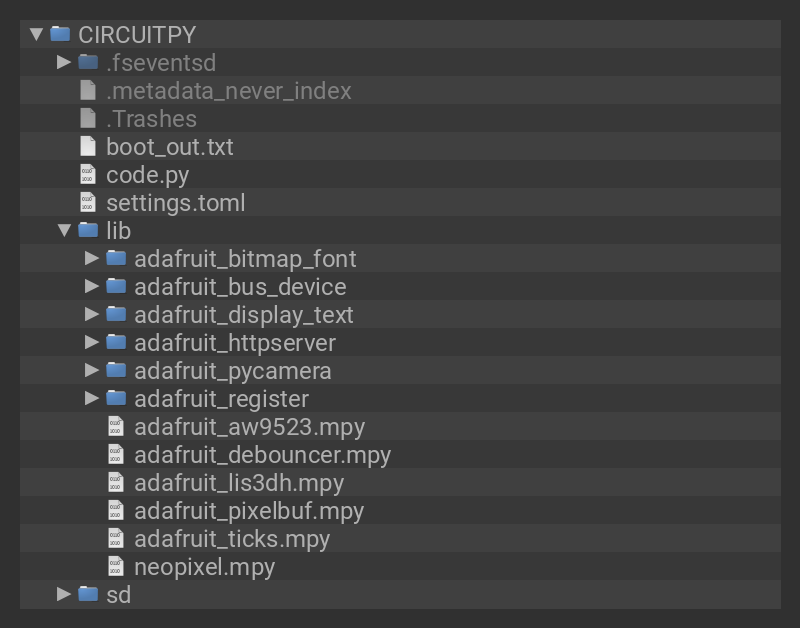 CIRCUITPY
.fseventsd
.metadata_never_index
.Trashes
boot_out.txt
code.py
settings.toml
lib
adafruit_bitmap_font
adafruit_bus_device
adafruit_display_text
adafruit_httpserver
adafruit_pycamera
adafruit_register
adafruit_aw9523.mpy
adafruit_debouncer.mpy
adafruit_lis3dh.mpy
adafruit_pixelbuf.mpy
adafruit_ticks.mpy
neopixel.mpy
sd